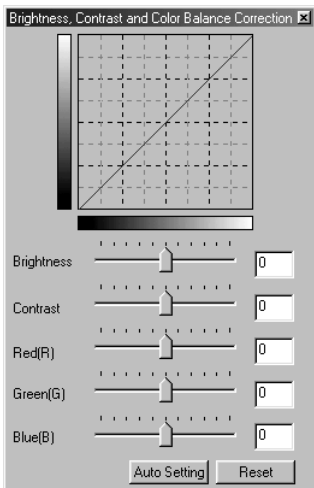 Brightness, Contrast and Color Balance Correction
Brightness 0
Contrast 0
Red(R) 0
Green(G) 0
Blue(B) 0
Auto Setting Reset